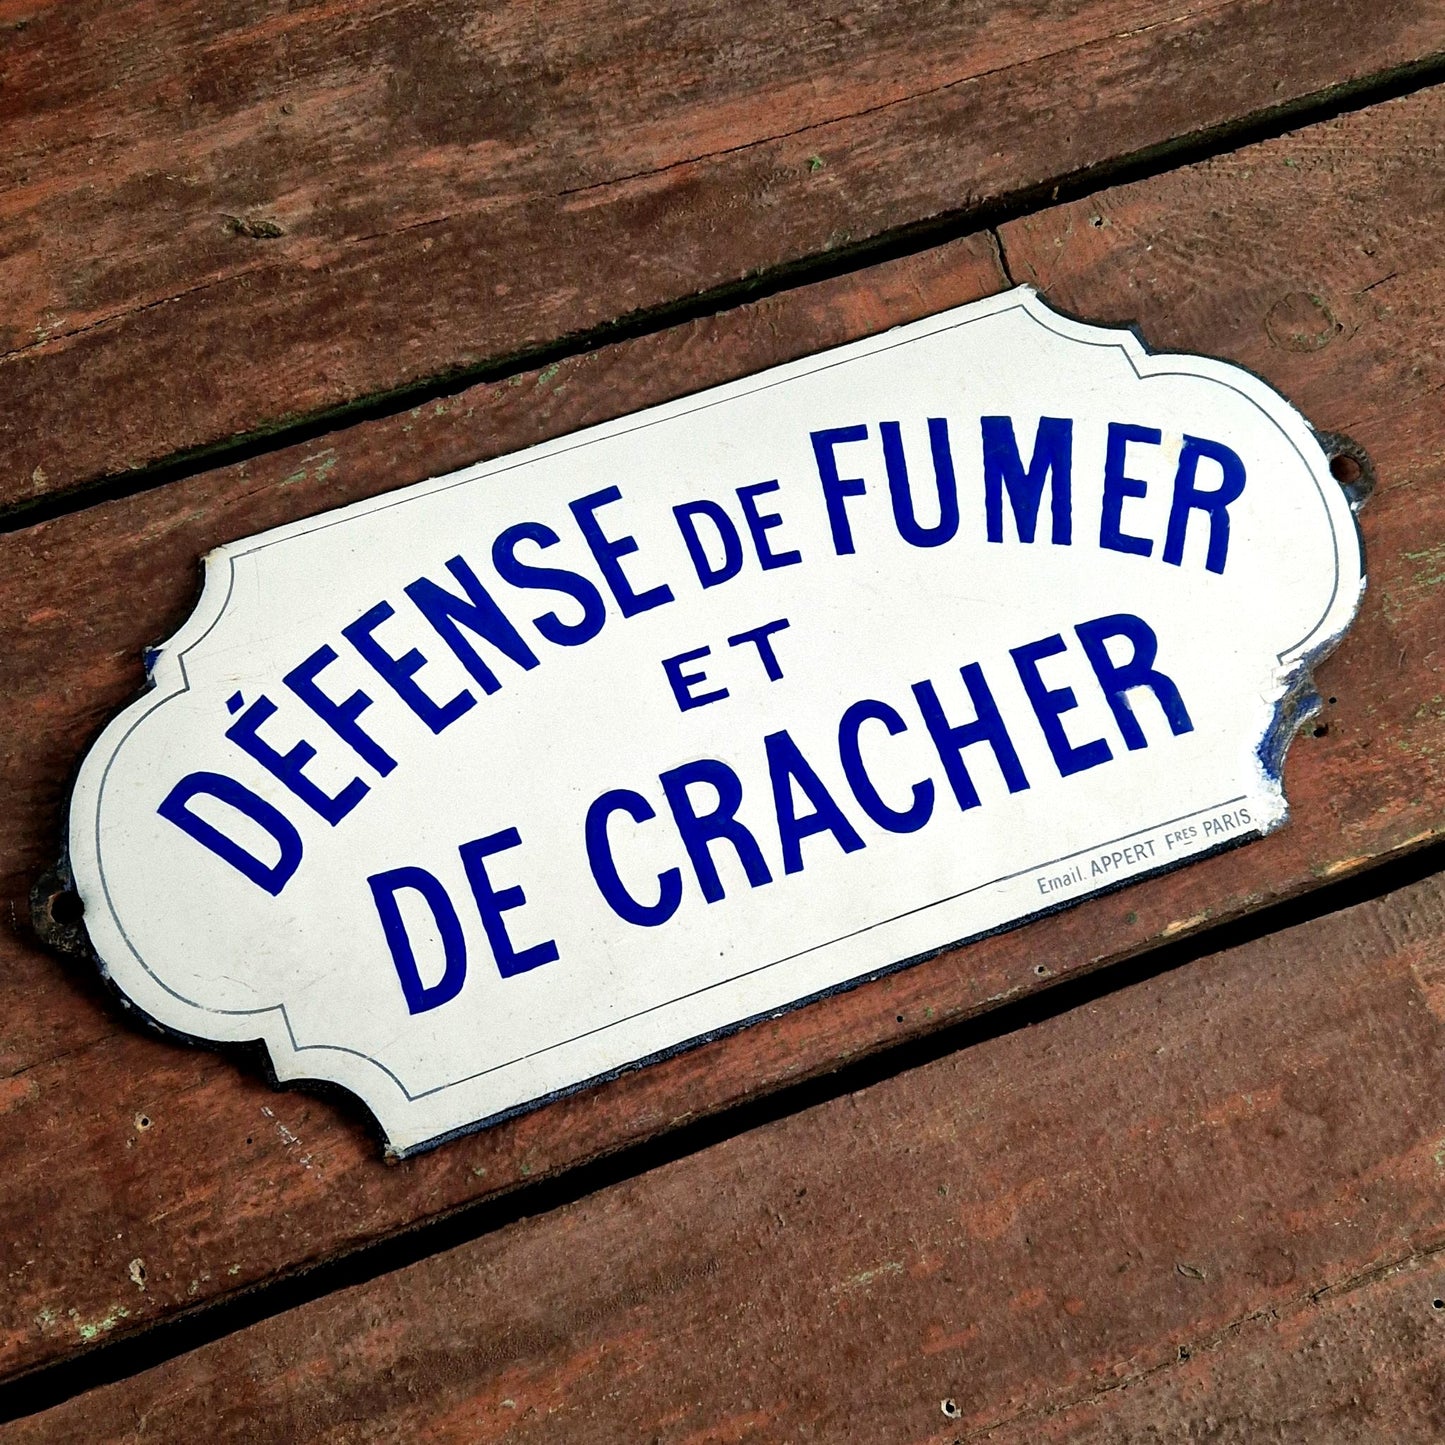 DÉFENSE DE FUMER
ET
DE CRACHER
Email. APPERT FRES PARIS.